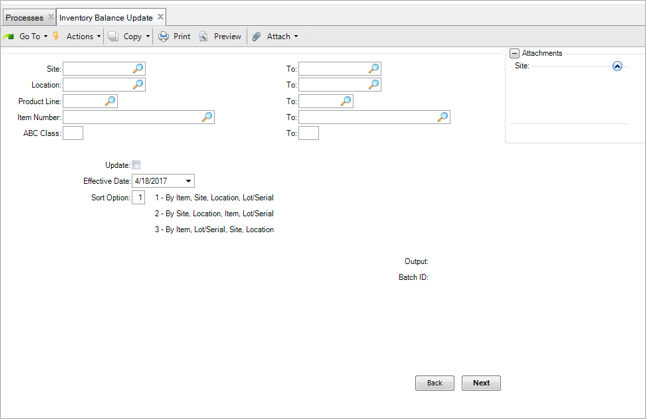 Processes Inventory Balance Update
Go To Actions Copy Print Preview Attach
Attachments
Site:
Site: To:
Location: To:
Product Line: To:
Item Number: To:
ABC Class: To:
Update:
Effective Date: 4/18/2017
Sort Option: 1 1 - By Item, Site, Location, Lot/Serial
2 - By Site, Location, Item, Lot/Serial
3 - By Item, Lot/Serial, Site, Location
Output:
Batch ID:
Back Next